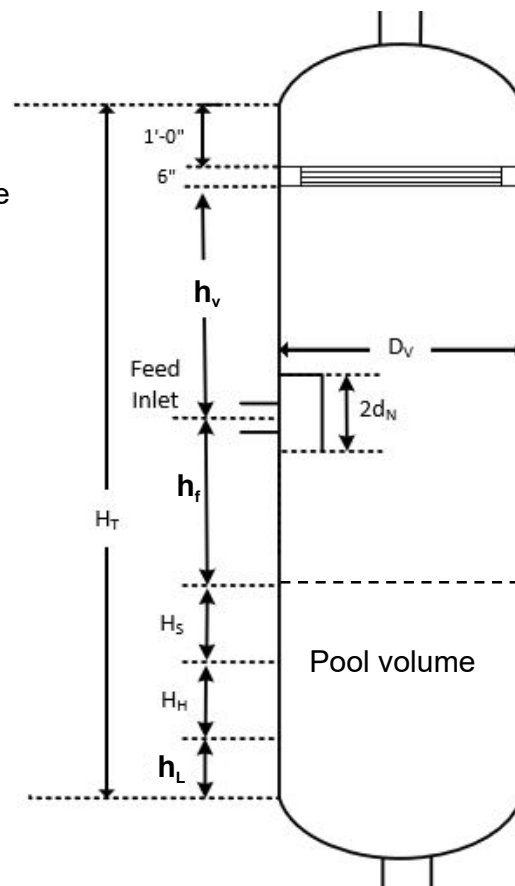 1'-0"
6"
e
h_v
D_V
Feed
Inlet
2d_N
h_f
H_T
H_S
Pool volume
H_H
h_L